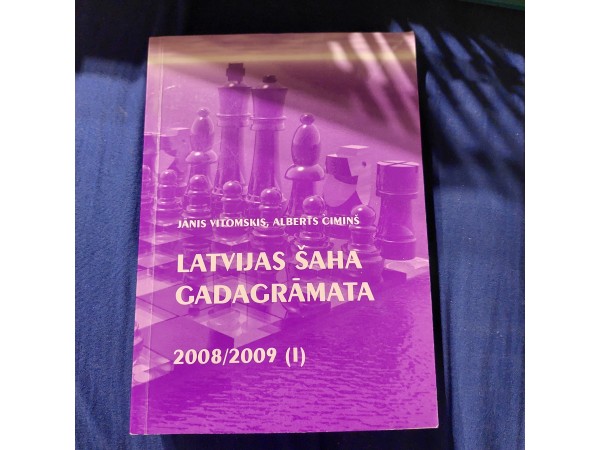 JĀNIS VITOMSKIS, ALBERTS CIMIŅŠ
LATVIJAS ŠAHA
GADAGRĀMATA
2008/2009 (I)